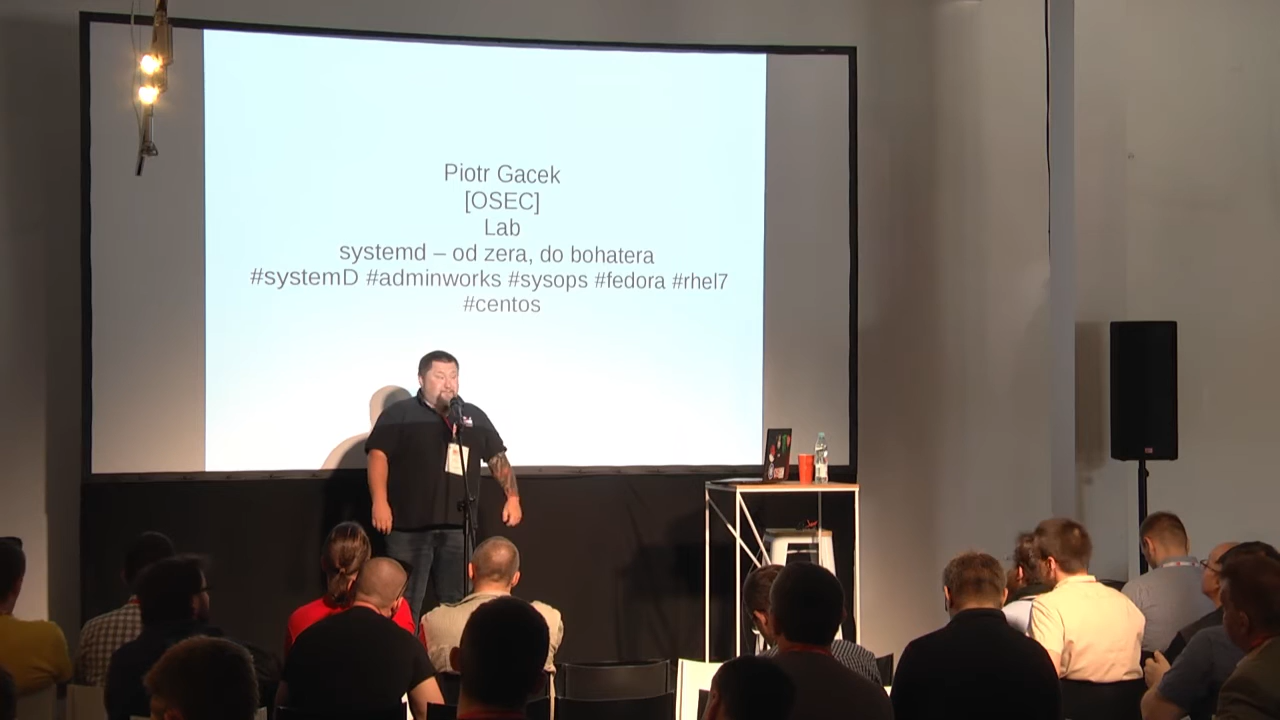 Piotr Gacek
[OSEC]
Lab
systemd – od zera, do bohatera
#systemD #adminworks #sysops #fedora #rhel7
#centos